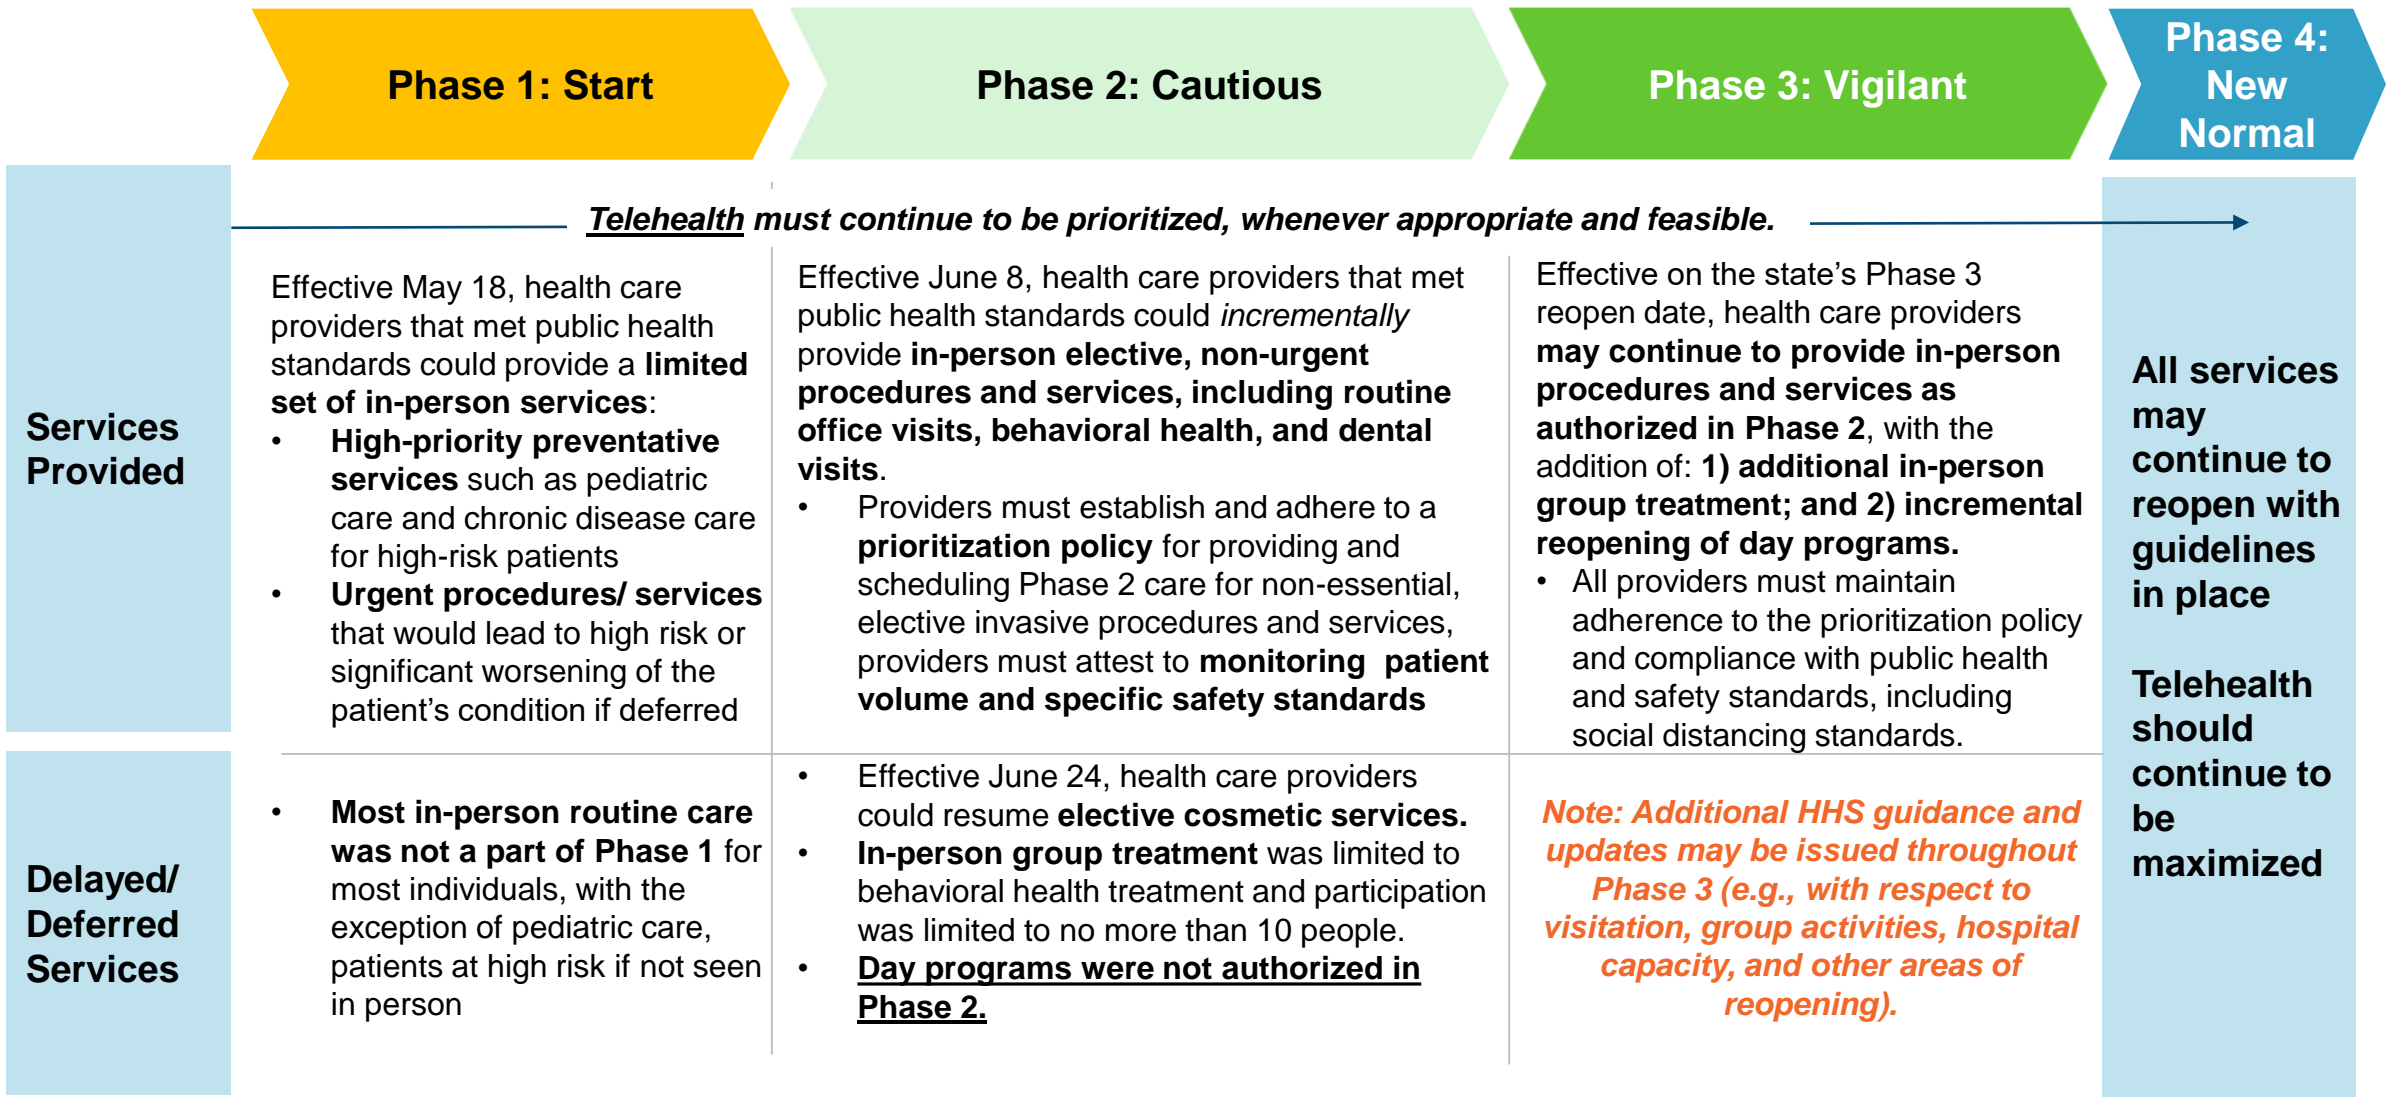 Phase 1: Start
Phase 2: Cautious
Phase 3: Vigilant
Phase 4:
New
Normal
Telehealth must continue to be prioritized, whenever appropriate and feasible.
Services
Provided
Effective May 18, health care
providers that met public health
standards could provide a limited
set of in-person services:
• High-priority preventative
services such as pediatric
care and chronic disease care
for high-risk patients
• Urgent procedures/ services
that would lead to high risk or
significant worsening of the
patient's condition if deferred
Effective June 8, health care providers that met
public health standards could incrementally
provide in-person elective, non-urgent
procedures and services, including routine
office visits, behavioral health, and dental
visits.
• Providers must establish and adhere to a
prioritization policy for providing and
scheduling Phase 2 care for non-essential,
elective invasive procedures and services,
providers must attest to monitoring patient
volume and specific safety standards
Effective on the state's Phase 3
reopen date, health care providers
may continue to provide in-person
procedures and services as
authorized in Phase 2, with the
addition of: 1) additional in-person
group treatment; and 2) incremental
reopening of day programs.
• All providers must maintain
adherence to the prioritization policy
and compliance with public health
and safety standards, including
social distancing standards.
All services
may
continue to
reopen with
guidelines
in place
Telehealth
should
continue to
be
maximized
Delayed/
Deferred
Services
• Most in-person routine care
was not a part of Phase 1 for
most individuals, with the
exception of pediatric care,
patients at high risk if not seen
in person
• Effective June 24, health care providers
could resume elective cosmetic services.
• In-person group treatment was limited to
behavioral health treatment and participation
was limited to no more than 10 people.
• Day programs were not authorized in
Phase 2.
Note: Additional HHS guidance and
updates may be issued throughout
Phase 3 (e.g., with respect to
visitation, group activities, hospital
capacity, and other areas of
reopening).